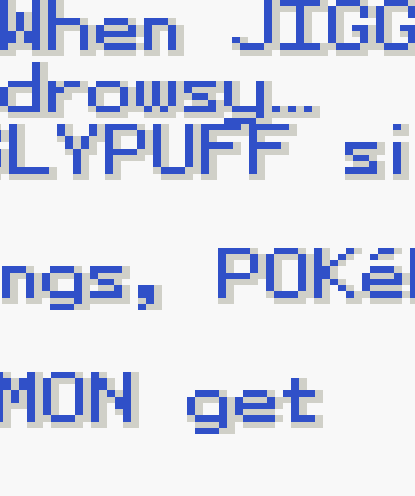 When JIGG
drowsy…
LYPUFF si
ngs, POKé
MON get